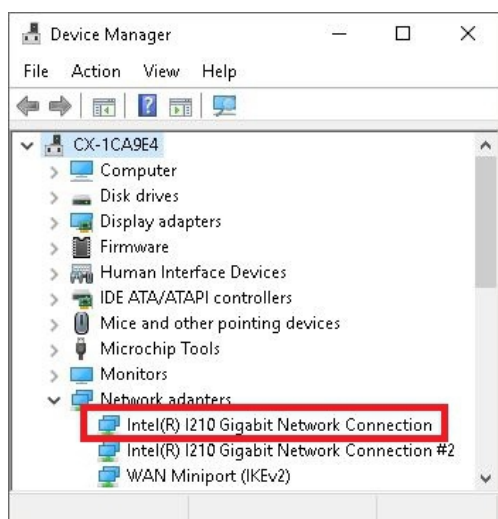 Device Manager
File Action View Help
CX-1CA9E4
Computer
Disk drives
Display adapters
Firmware
Human Interface Devices
IDE ATA/ATAPI controllers
Mice and other pointing devices
Microchip Tools
Monitors
Network adapters
Intel(R) I210 Gigabit Network Connection
Intel(R) I210 Gigabit Network Connection #2
WAN Miniport (IKEv2)